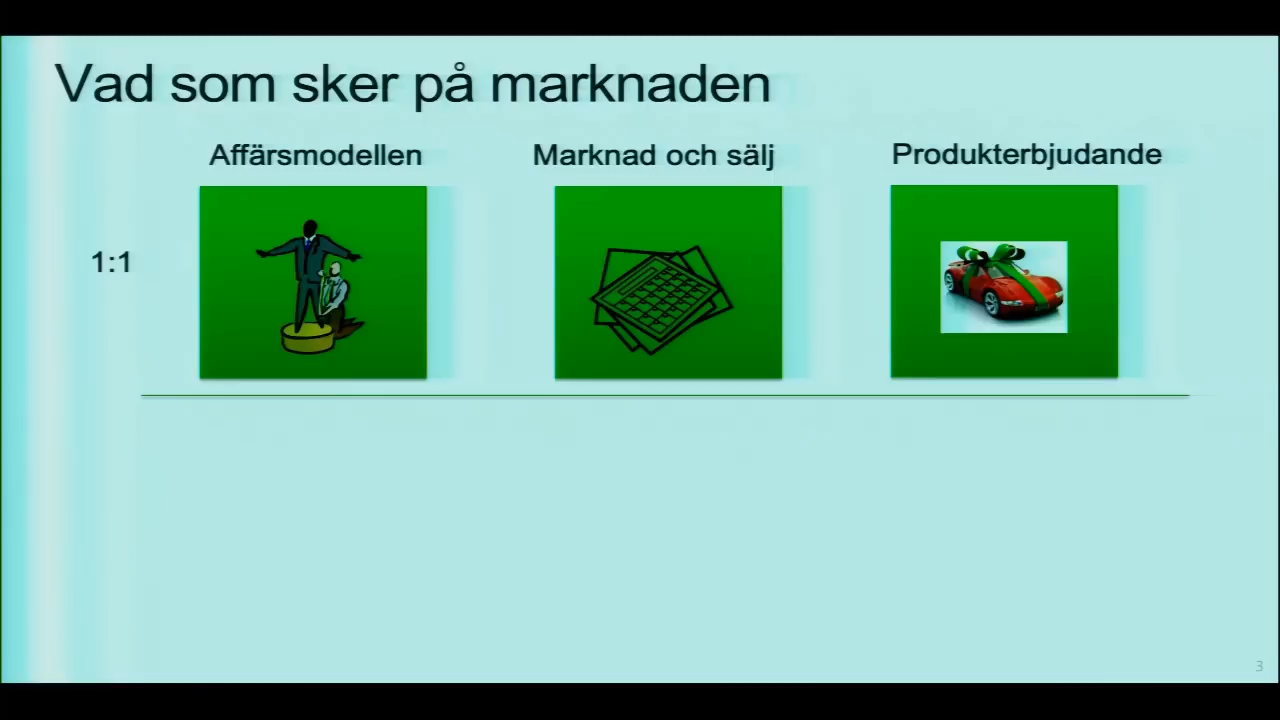 Vad som sker på marknaden
Affärsmodellen
Marknad och sälj
Produkterbjudande
1:1
3